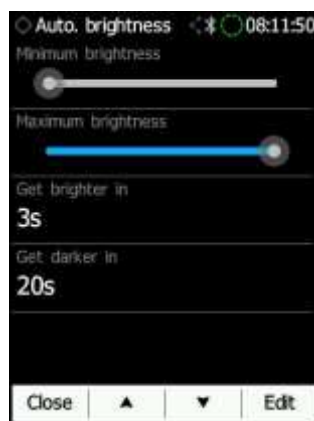 Auto. brightness 08:11:50
Minimum brightness
Maximum brightness
Get brighter in
3s
Get darker in
20s
Close ▲ ▼ Edit